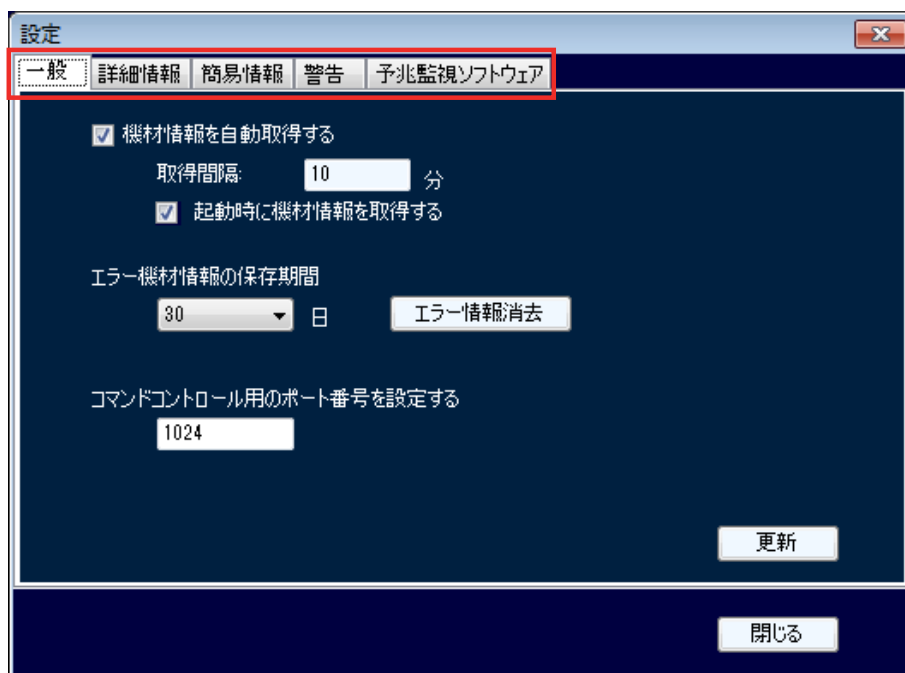 設定
一般 詳細情報 簡易情報 警告 予兆監視ソフトウェア
機材情報を自動取得する
取得間隔: 10 分
起動時に機材情報を取得する
エラー機材情報の保存期間
30 日 エラー情報消去
コマンドコントロール用のポート番号を設定する
1024
更新
閉じる